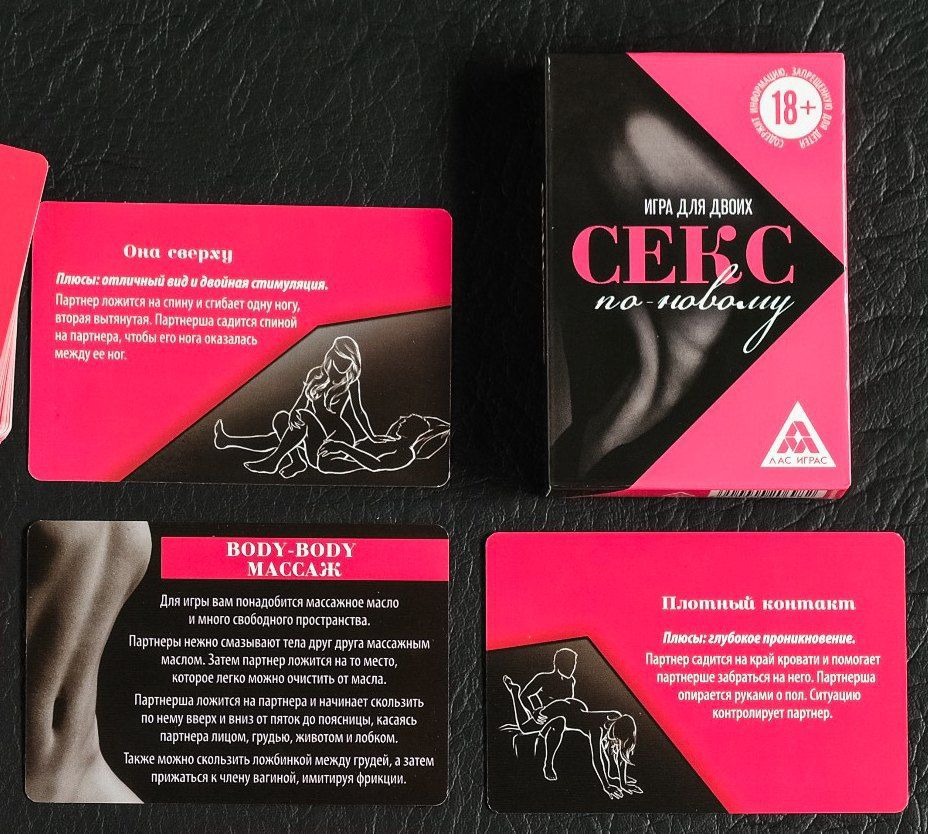 Она сверху
Плюсы: отличный вид и двойная стимуляция.
Партнер ложится на спину и сгибает одну ногу,
вторая вытянутая. Партнерша садится спиной
на партнера, чтобы его нога оказалась
между ее ног.
СОДЕРЖИТ ИНФОРМАЦИЮ, ЗАПРЕЩЕННУЮ ДЛЯ ДЕТЕЙ
18+
ИГРА ДЛЯ ДВОИХ
СЕКС
по-новому
ЛАС ИГРАС
BODY-BODY
МАССАЖ
Для игры вам понадобится массажное масло
и много свободного пространства.
Партнеры нежно смазывают тела друг друга массажным
маслом. Затем партнер ложится на то место,
которое легко можно очистить от масла.
Партнерша ложится на партнера и начинает скользить
по нему вверх и вниз от пяток до поясницы, касаясь
партнера лицом, грудью, животом и лобком.
Также можно скользить ложбинкой между грудей, а затем
прижаться к члену вагиной, имитируя фрикции.
Плотный контакт
Плюсы: глубокое проникновение.
Партнер садится на край кровати и помогает
партнерше забраться на него. Партнерша
опирается руками о пол. Ситуацию
контролирует партнер.